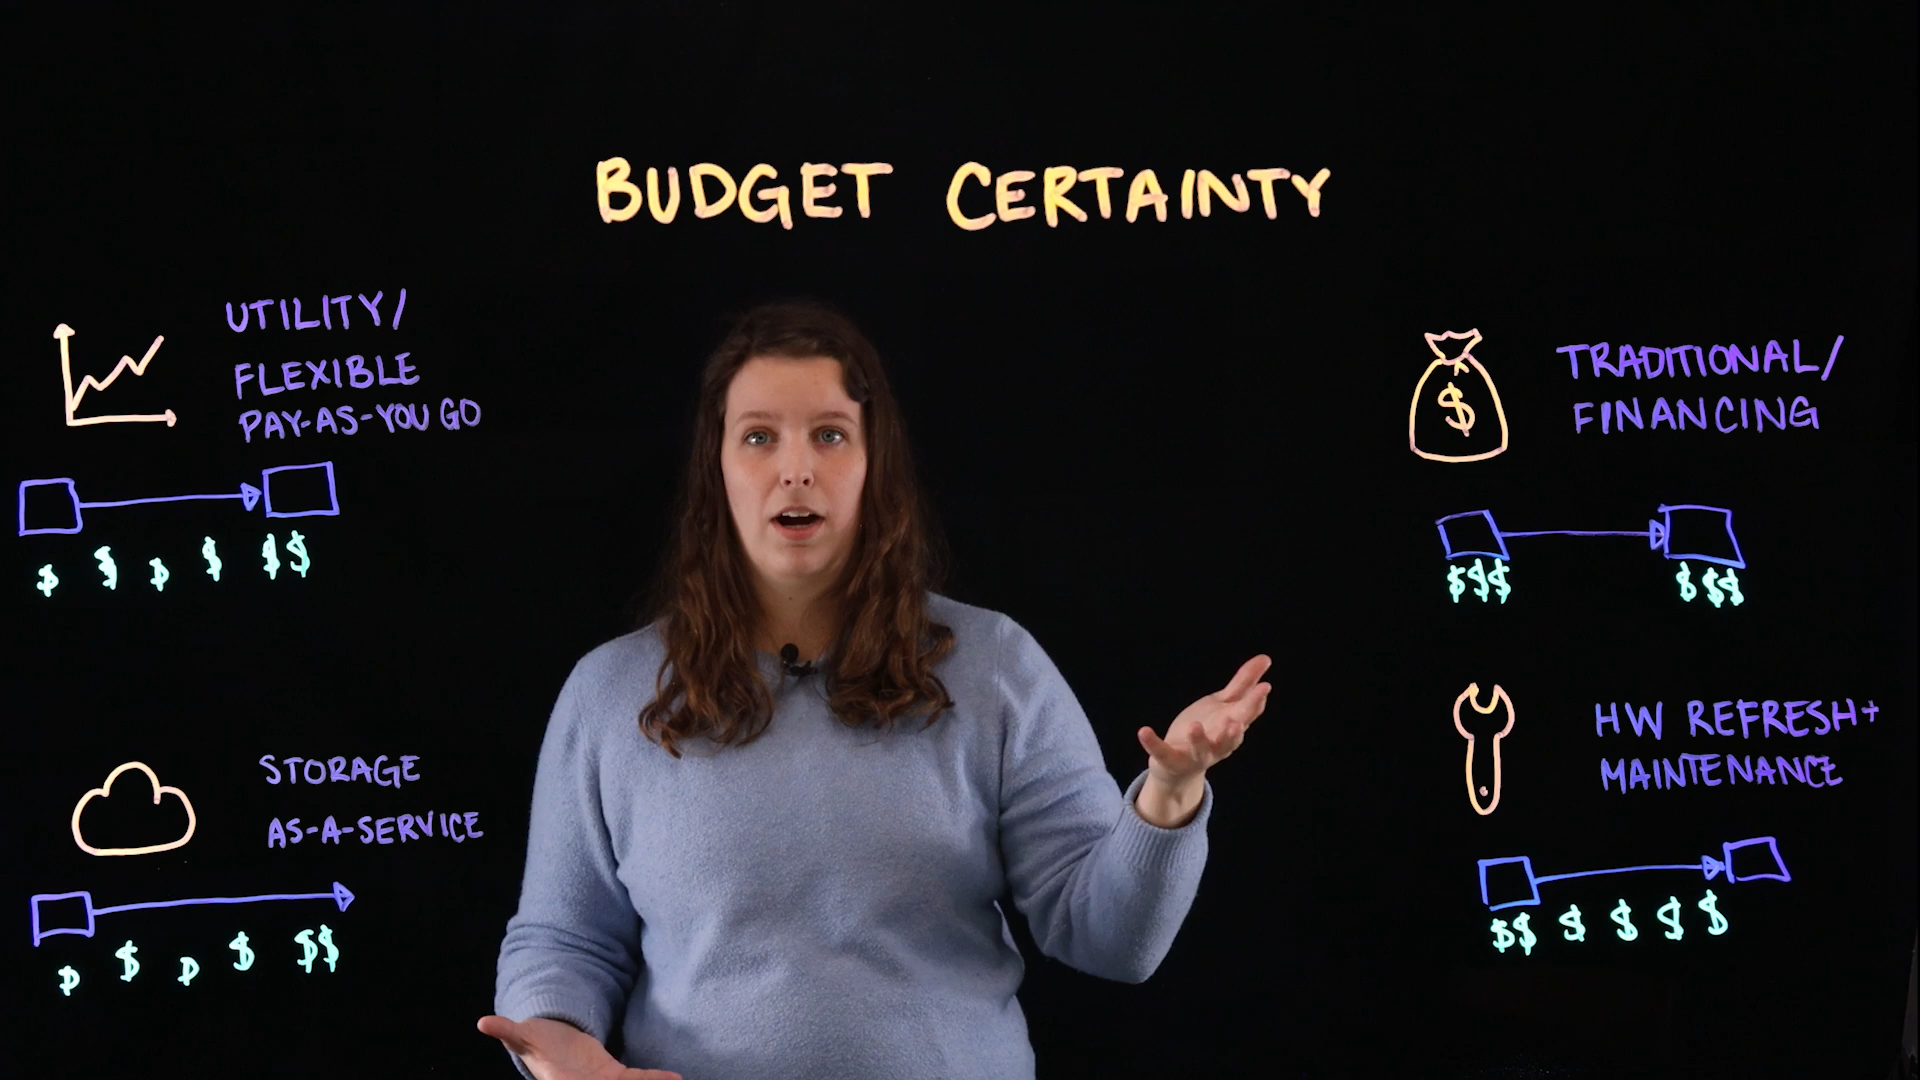 BUDGET CERTAINTY
UTILITY/
FLEXIBLE
PAY-AS-YOU GO
$ $ $ $ $$
STORAGE
AS-A-SERVICE
$ $ $ $ $$
$
TRADITIONAL/
FINANCING
$$$ $$$
HW REFRESH+
MAINTENANCE
$$ $ $ $ $